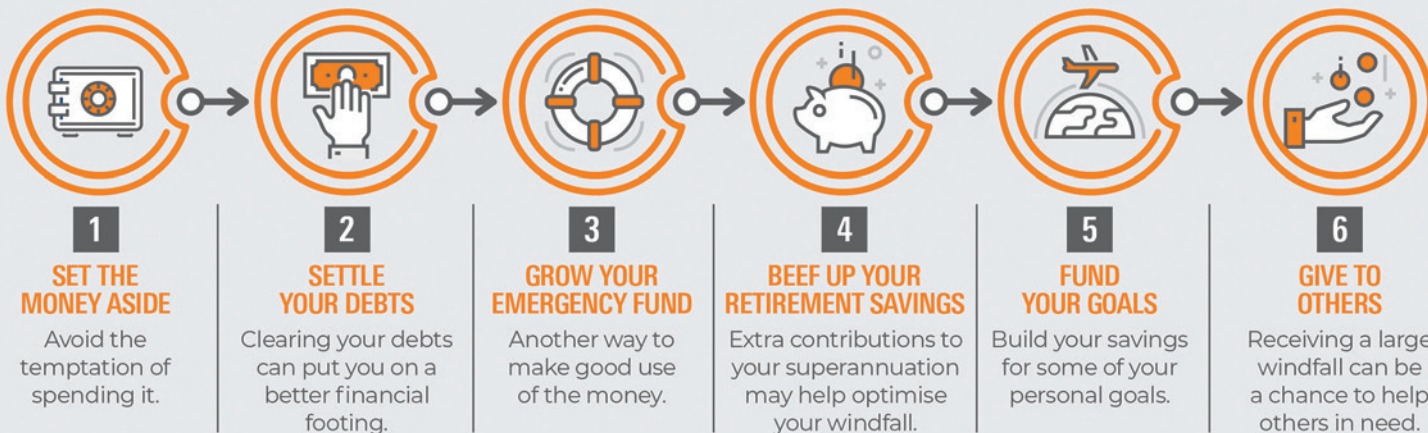 1
SET THE
MONEY ASIDE
Avoid the
temptation of
spending it.
2
SETTLE
YOUR DEBTS
Clearing your debts
can put you on a
better financial
footing.
3
GROW YOUR
EMERGENCY FUND
Another way to
make good use
of the money.
4
BEEF UP YOUR
RETIREMENT SAVINGS
Extra contributions to
your superannuation
may help optimise
your windfall.
5
FUND
YOUR GOALS
Build your savings
for some of your
personal goals.
6
GIVE TO
OTHERS
Receiving a large
windfall can be
a chance to help
others in need.